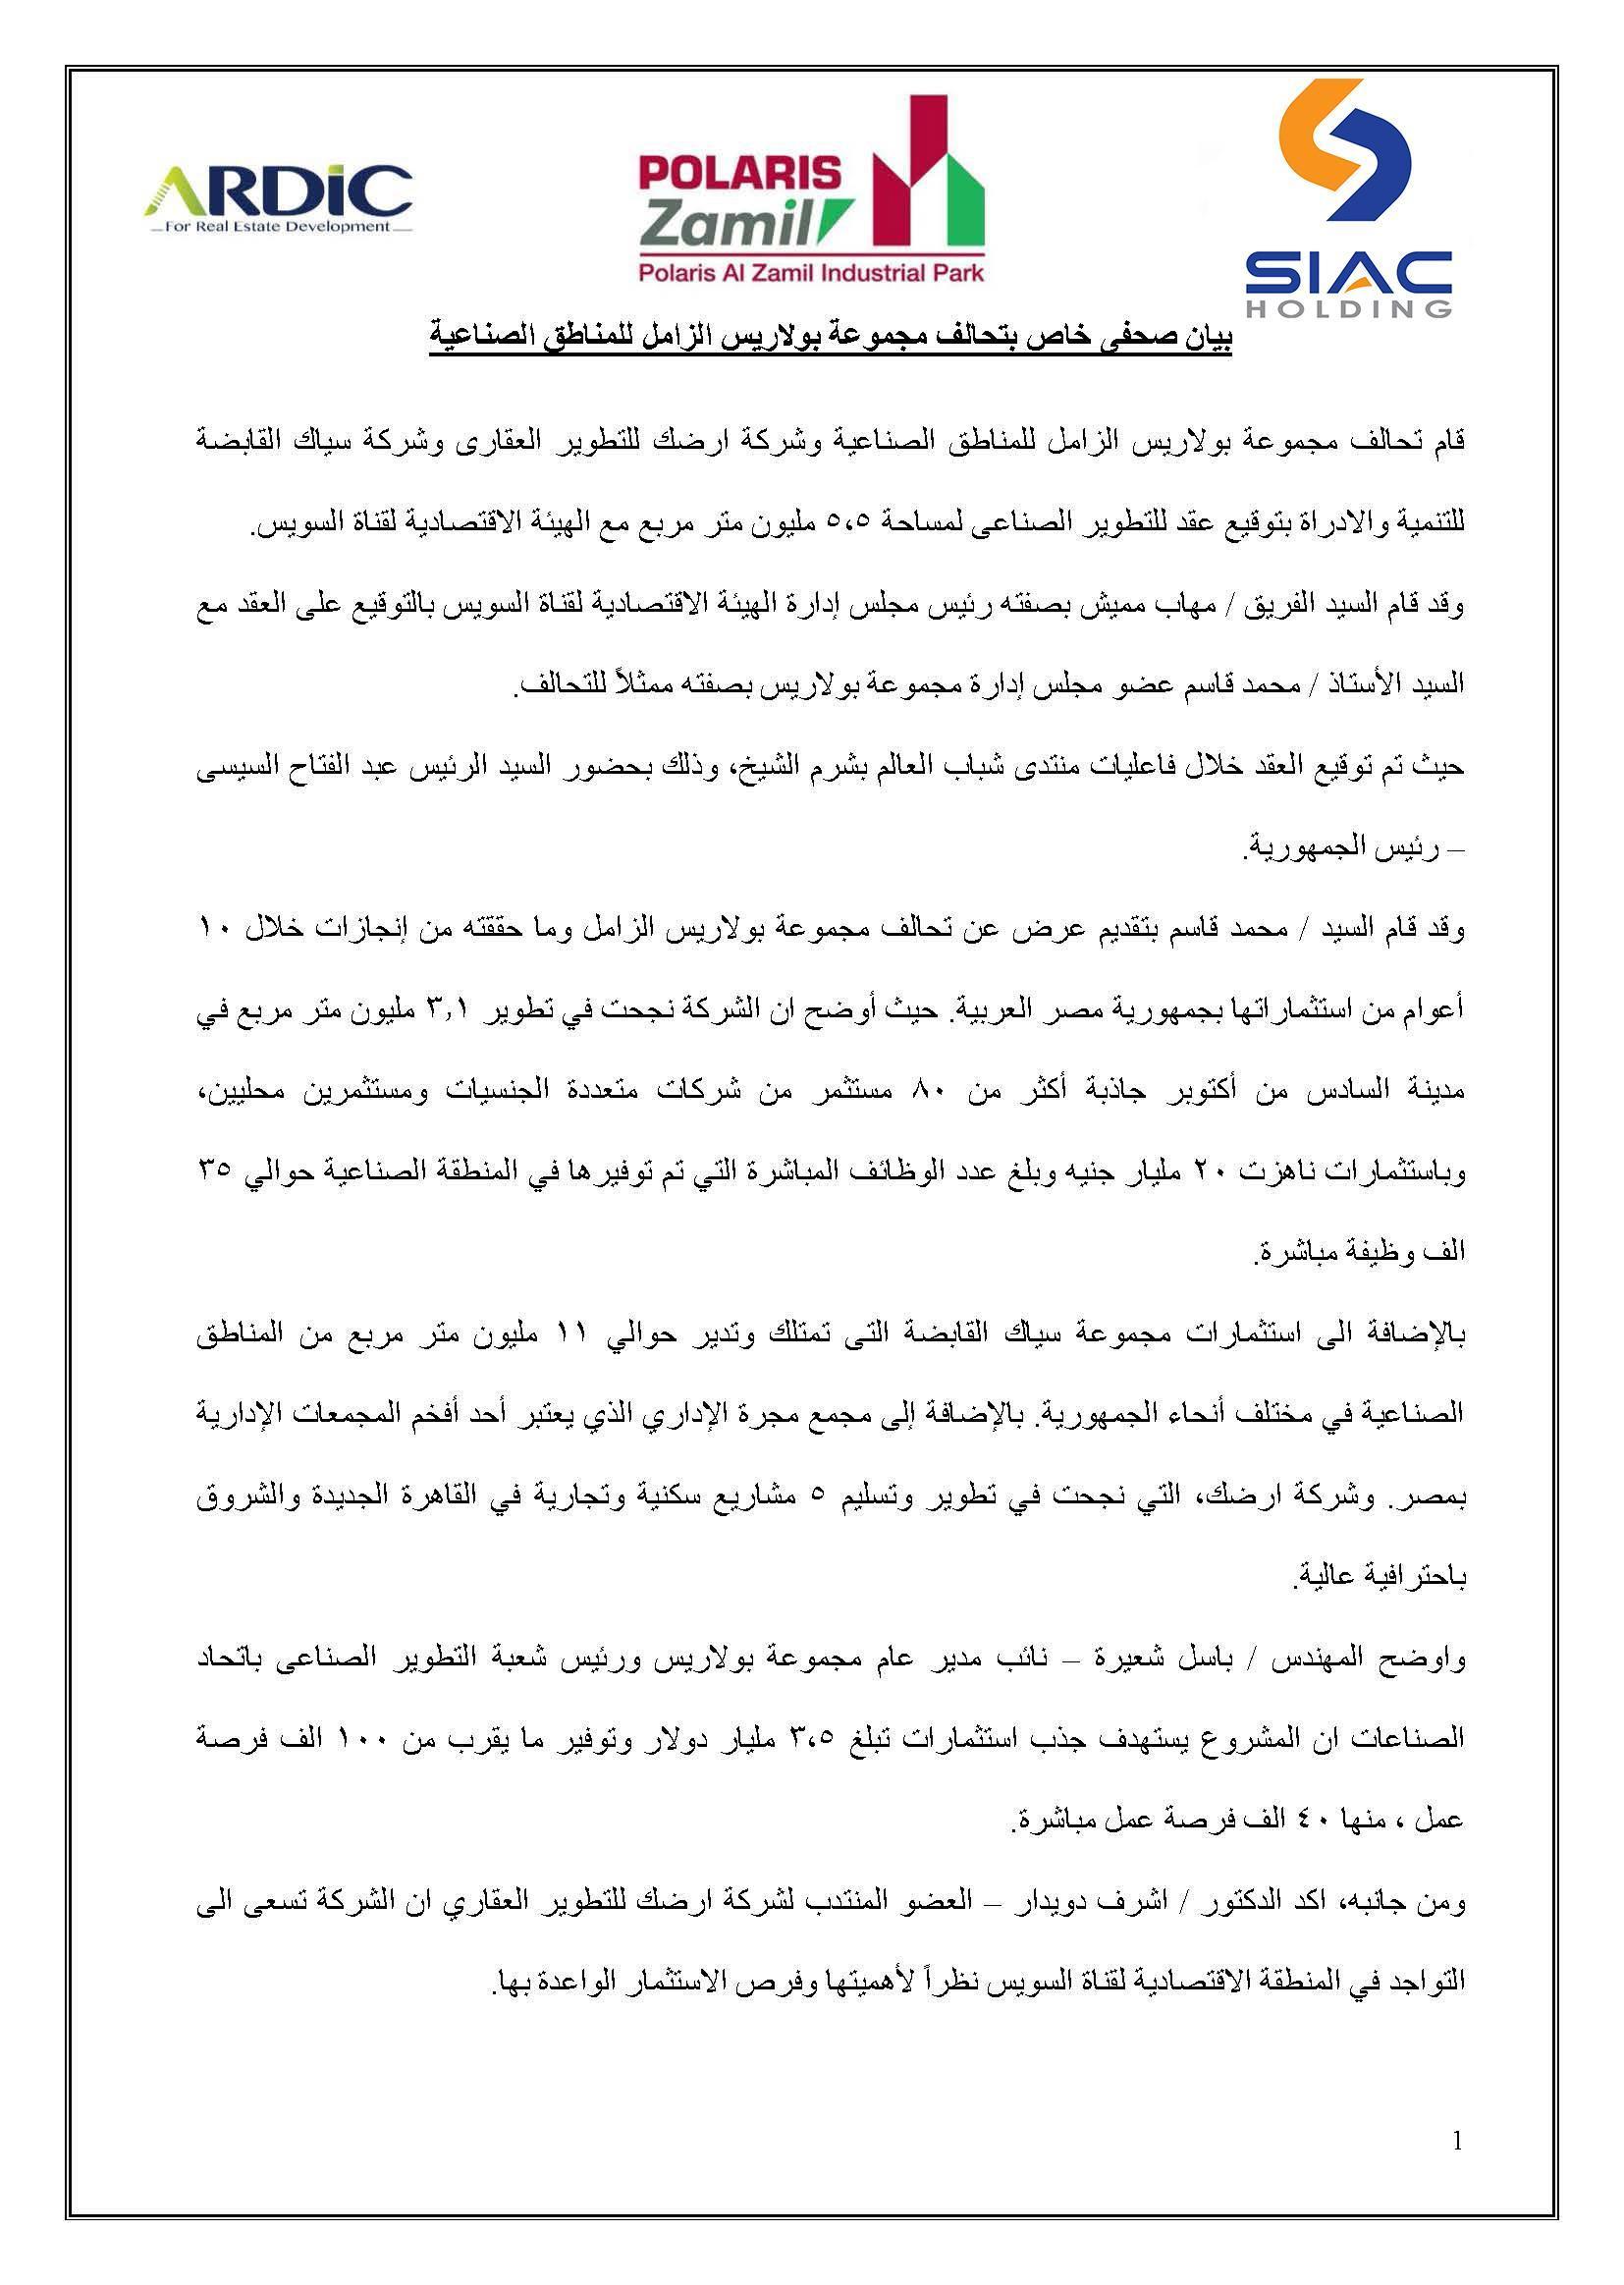 ARDiC
For Real Estate Development
POLARIS
Zamil
Polaris Al Zamil Industrial Park
SIAC
HOLDING
بيان صحفى خاص بتحالف مجموعة بولاريس الزامل للمناطق الصناعية
قام تحالف مجموعة بولاريس الزامل للمناطق الصناعية وشركة ارضك للتطوير العقارى وشركة سياك القابضة
للتنمية والادراة بتوقيع عقد للتطوير الصناعى لمساحة ٥،٥ مليون متر مربع مع الهيئة الاقتصادية لقناة السويس.
وقد قام السيد الفريق / مهاب مميش بصفته رئيس مجلس إدارة الهيئة الاقتصادية لقناة السويس بالتوقيع على العقد مع
السيد الأستاذ / محمد قاسم عضو مجلس إدارة مجموعة بولاريس بصفته ممثلاً للتحالف.
حيث تم توقيع العقد خلال فاعليات منتدى شباب العالم بشرم الشيخ، وذلك بحضور السيد الرئيس عبد الفتاح السيسى
– رئيس الجمهورية.
وقد قام السيد / محمد قاسم بتقديم عرض عن تحالف مجموعة بولاريس الزامل وما حققته من إنجازات خلال ١٠
أعوام من استثماراتها بجمهورية مصر العربية. حيث أوضح ان الشركة نجحت في تطوير ٣,١ مليون متر مربع في
مدينة السادس من أكتوبر جاذبة أكثر من ٨٠ مستثمر من شركات متعددة الجنسيات ومستثمرين محليين،
وباستثمارات ناهزت ٢٠ مليار جنيه وبلغ عدد الوظائف المباشرة التي تم توفيرها في المنطقة الصناعية حوالي ٣٥
الف وظيفة مباشرة.
بالإضافة الى استثمارات مجموعة سياك القابضة التى تمتلك وتدير حوالي ١١ مليون متر مربع من المناطق
الصناعية في مختلف أنحاء الجمهورية. بالإضافة إلى مجمع مجرة الإداري الذي يعتبر أحد أفخم المجمعات الإدارية
بمصر. وشركة ارضك، التي نجحت في تطوير وتسليم ٥ مشاريع سكنية وتجارية في القاهرة الجديدة والشروق
باحترافية عالية.
واوضح المهندس / باسل شعيرة – نائب مدير عام مجموعة بولاريس ورئيس شعبة التطوير الصناعى باتحاد
الصناعات ان المشروع يستهدف جذب استثمارات تبلغ ٣،٥ مليار دولار وتوفير ما يقرب من ١٠٠ الف فرصة
عمل ، منها ٤٠ الف فرصة عمل مباشرة.
ومن جانبه، اكد الدكتور / اشرف دويدار – العضو المنتدب لشركة ارضك للتطوير العقاري ان الشركة تسعى الى
التواجد في المنطقة الاقتصادية لقناة السويس نظراً لأهميتها وفرص الاستثمار الواعدة بها.
1